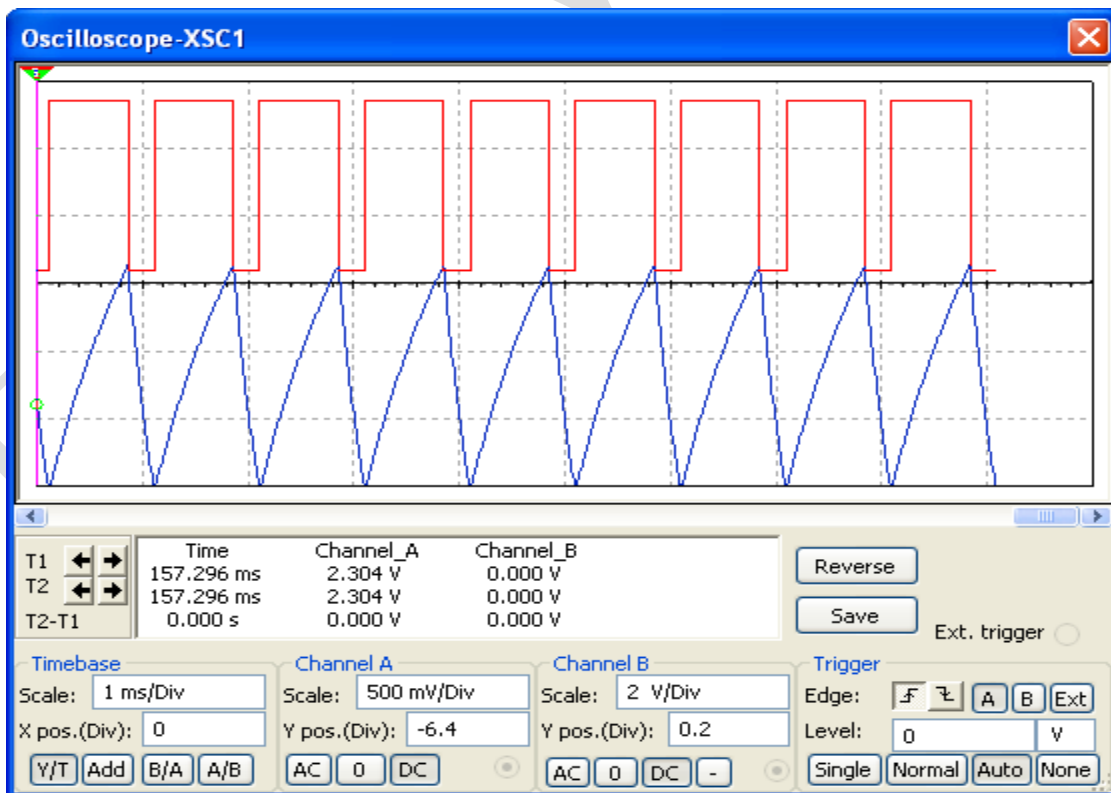 Oscilloscope-XSC1
T1
T2
T2-T1
Time Channel_A Channel_B
157.296 ms 2.304 V 0.000 V
157.296 ms 2.304 V 0.000 V
0.000 s 0.000 V 0.000 V
Reverse
Save
Ext. trigger
Timebase
Scale: 1 ms/Div
X pos.(Div): 0
Y/T Add B/A A/B
Channel A
Scale: 500 mV/Div
Y pos.(Div): -6.4
AC 0 DC
Channel B
Scale: 2 V/Div
Y pos.(Div): 0.2
AC 0 DC -
Trigger
Edge: A B Ext
Level: 0 V
Single Normal Auto None